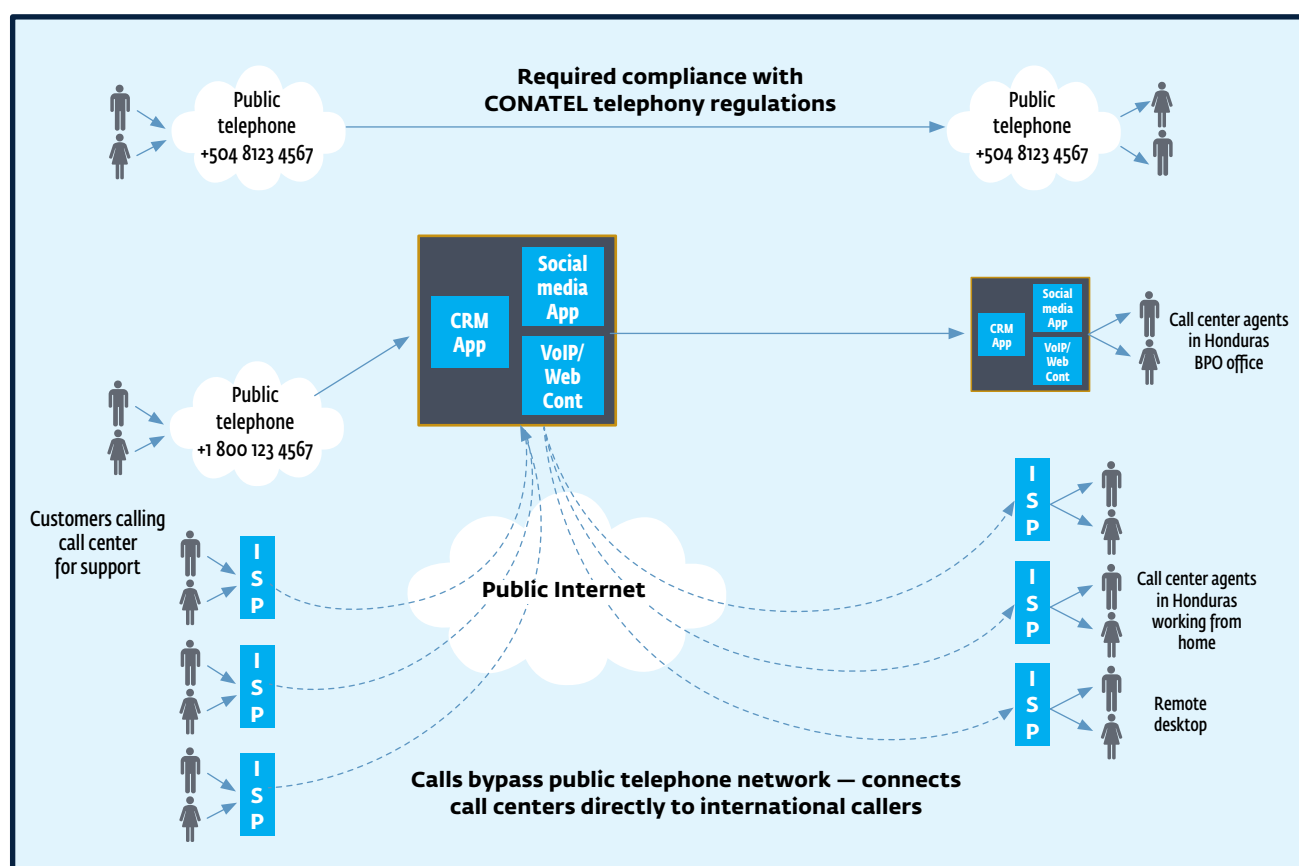 Required compliance with
CONATEL telephony regulations
Public
telephone
+504 8123 4567
Public
telephone
+504 8123 4567
CRM
App
Social
media
App
VoIP/
Web
Cont
CRM
App
Social
media
App
VoIP/
Web
Cont
Call center agents
in Honduras
BPO office
Public
telephone
+1 800 123 4567
Customers calling
call center
for support
I
S
P
I
S
P
I
S
P
Public Internet
I
S
P
I
S
P
I
S
P
Call center agents
in Honduras
working from
home
Remote
desktop
Calls bypass public telephone network — connects
call centers directly to international callers